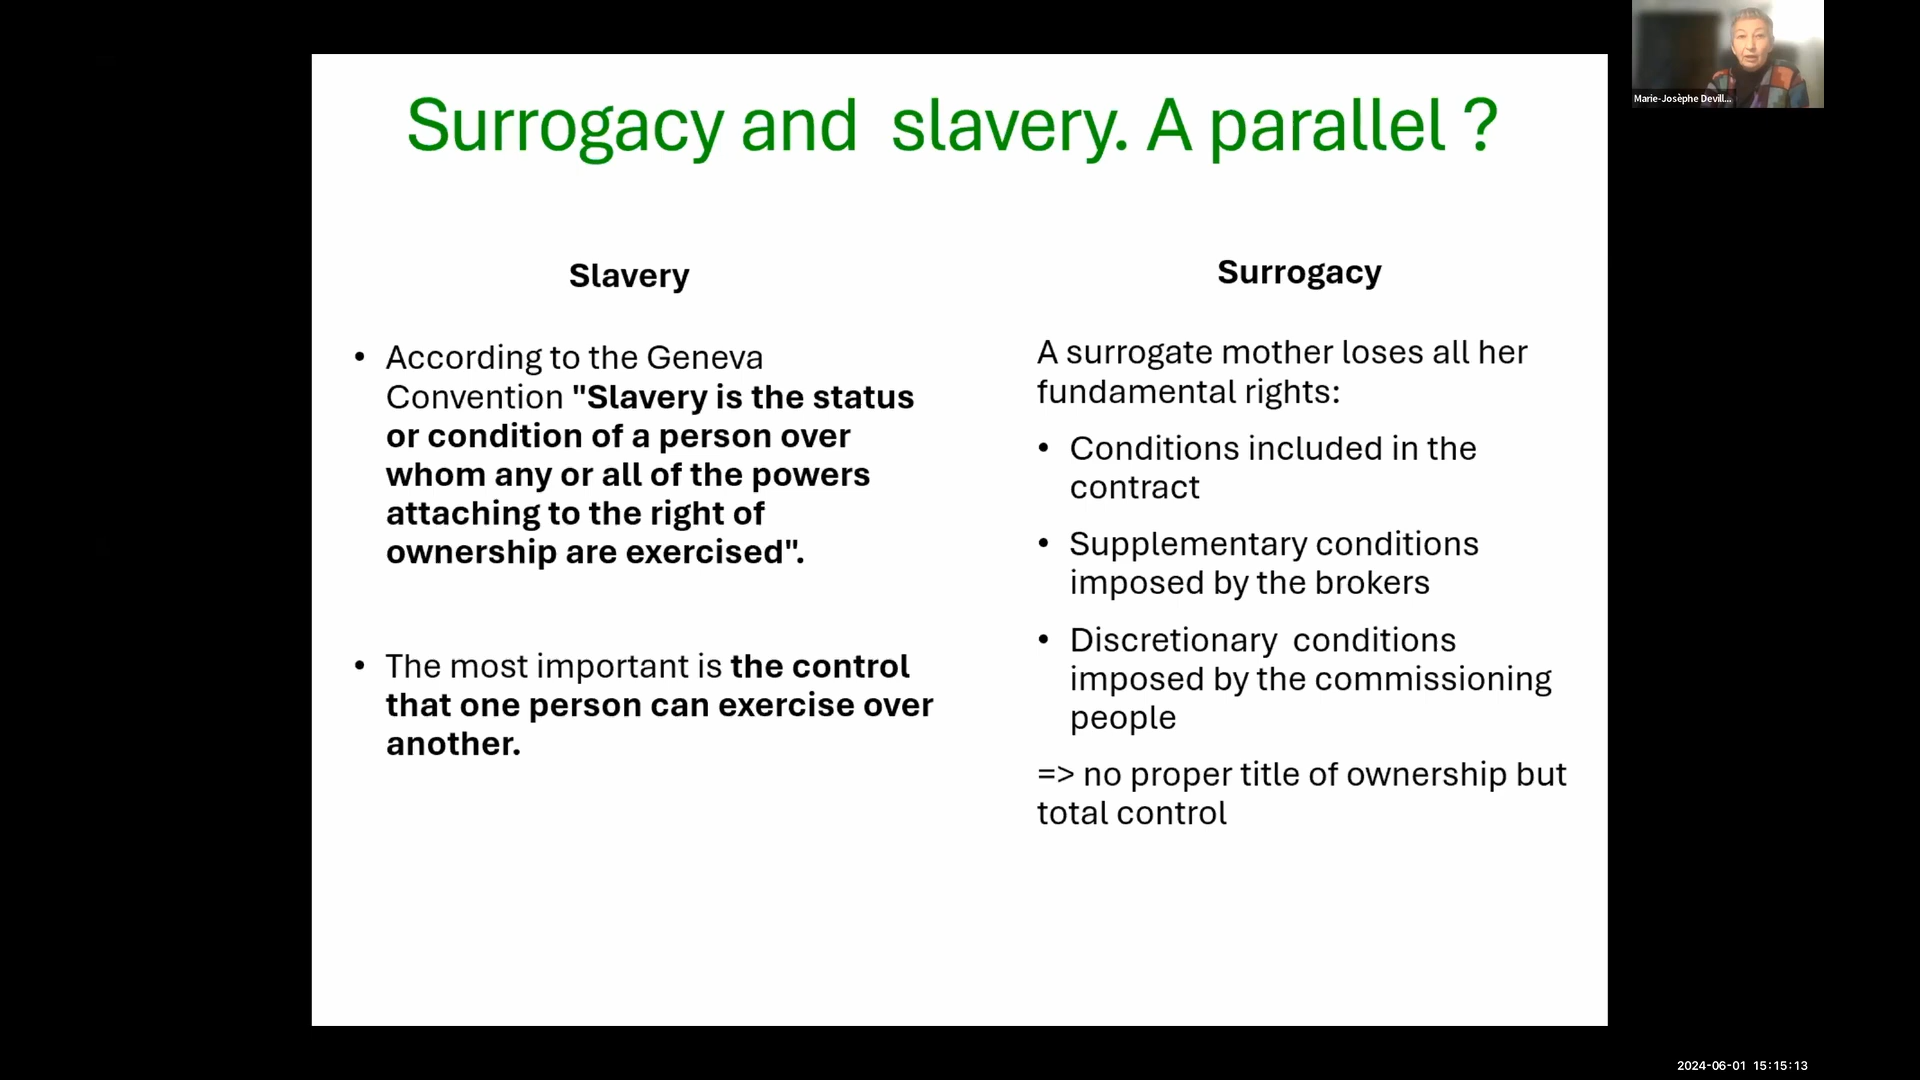 Surrogacy and slavery. A parallel ?
Marie-Josèphe Devill...
Slavery
• According to the Geneva
Convention "Slavery is the status
or condition of a person over
whom any or all of the powers
attaching to the right of
ownership are exercised".
• The most important is the control
that one person can exercise over
another.
Surrogacy
A surrogate mother loses all her
fundamental rights:
• Conditions included in the
contract
• Supplementary conditions
imposed by the brokers
• Discretionary conditions
imposed by the commissioning
people
=> no proper title of ownership but
total control
2024-06-01 15:15:13